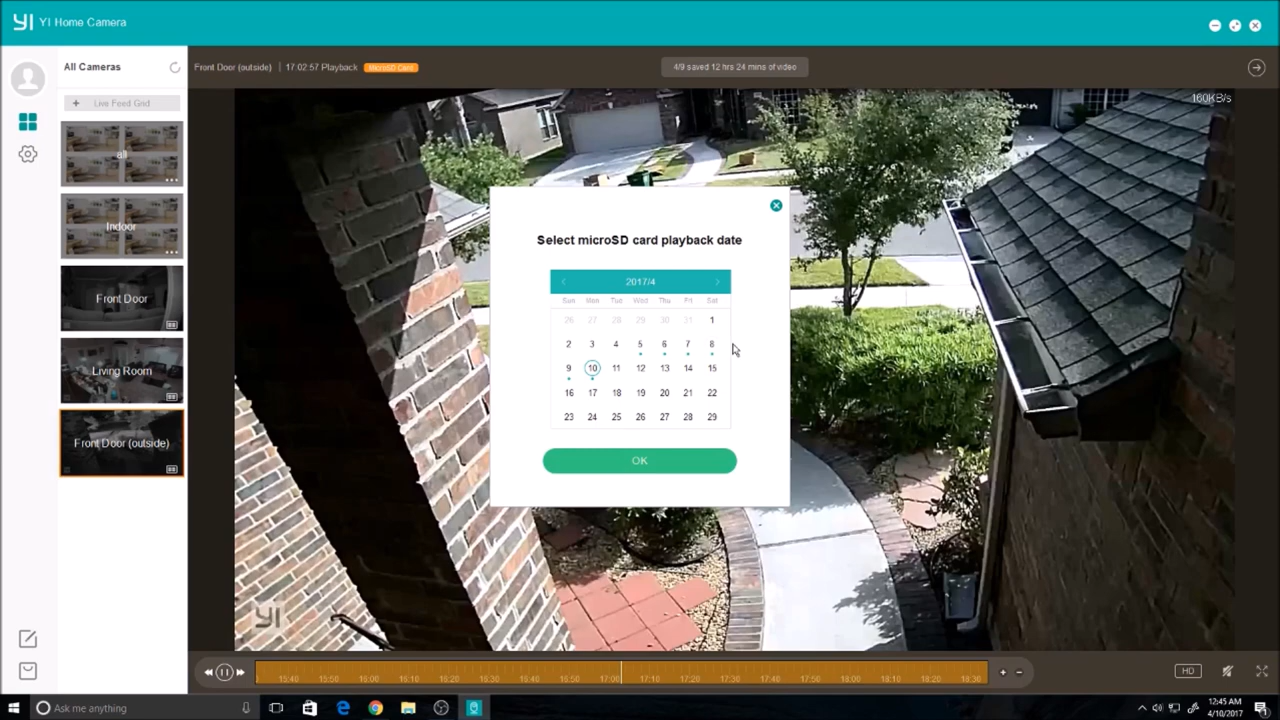 YI YI Home Camera
All Cameras
Front Door (outside) 17:02:57 Playback MicroSD Card
4/9 saved 12 hrs 24 mins of video
160KB/s
+ Live Feed Grid
all
Indoor
Front Door
Living Room
Front Door (outside)
Select microSD card playback date
< 2017/4 >
Sun Mon Tue Wed Thu Fri Sat
26 27 28 29 30 31 1
2 3 4 5 6 7 8
9 10 11 12 13 14 15
16 17 18 19 20 21 22
23 24 25 26 27 28 29
OK
YI
15:40 15:50 16:00 16:10 16:20 16:30 16:40 16:50 17:00 17:10 17:20 17:30 17:40 17:50 18:00 18:10 18:20 18:30
+ −
HD
Ask me anything
12:45 AM
4/10/2017